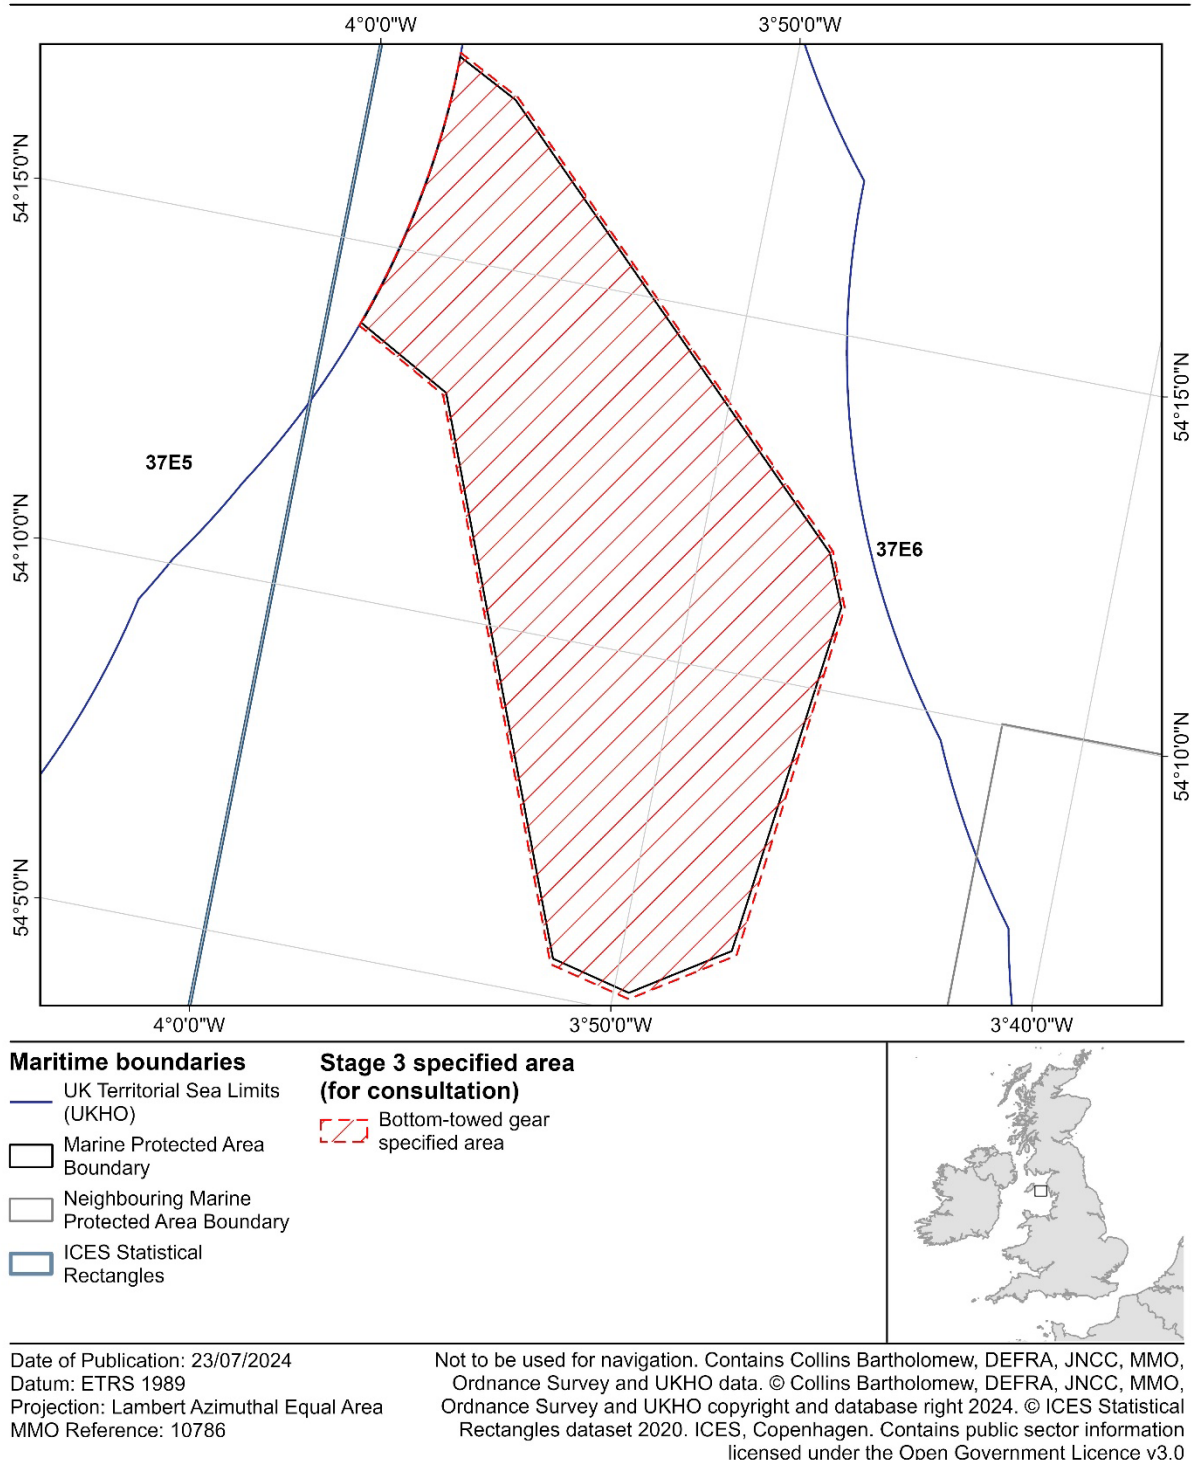 4°0'0"W
3°50'0"W
54°15'0"N
54°15'0"N
37E5
54°10'0"N
37E6
54°10'0"N
54°5'0"N
4°0'0"W
3°50'0"W
3°40'0"W
Maritime boundaries
UK Territorial Sea Limits
(UKHO)
Marine Protected Area
Boundary
Neighbouring Marine
Protected Area Boundary
ICES Statistical
Rectangles
Stage 3 specified area
(for consultation)
Bottom-towed gear
specified area
Date of Publication: 23/07/2024
Datum: ETRS 1989
Projection: Lambert Azimuthal Equal Area
MMO Reference: 10786
Not to be used for navigation. Contains Collins Bartholomew, DEFRA, JNCC, MMO,
Ordnance Survey and UKHO data. © Collins Bartholomew, DEFRA, JNCC, MMO,
Ordnance Survey and UKHO copyright and database right 2024. © ICES Statistical
Rectangles dataset 2020. ICES, Copenhagen. Contains public sector information
licensed under the Open Government Licence v3.0